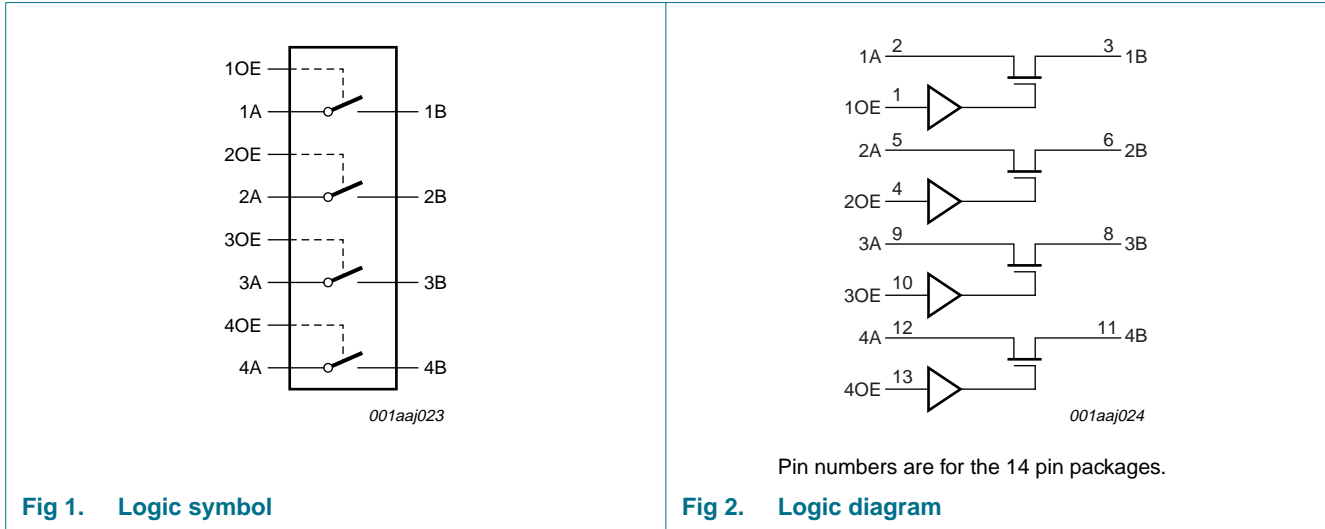 1OE
1A
1B
2OE
2A
2B
3OE
3A
3B
4OE
4A
4B
001aaj023
Fig 1. Logic symbol
1A 2 3 1B
1OE 1
2A 5 6 2B
2OE 4
3A 9 8 3B
3OE 10
4A 12 11 4B
4OE 13
001aaj024
Pin numbers are for the 14 pin packages.
Fig 2. Logic diagram